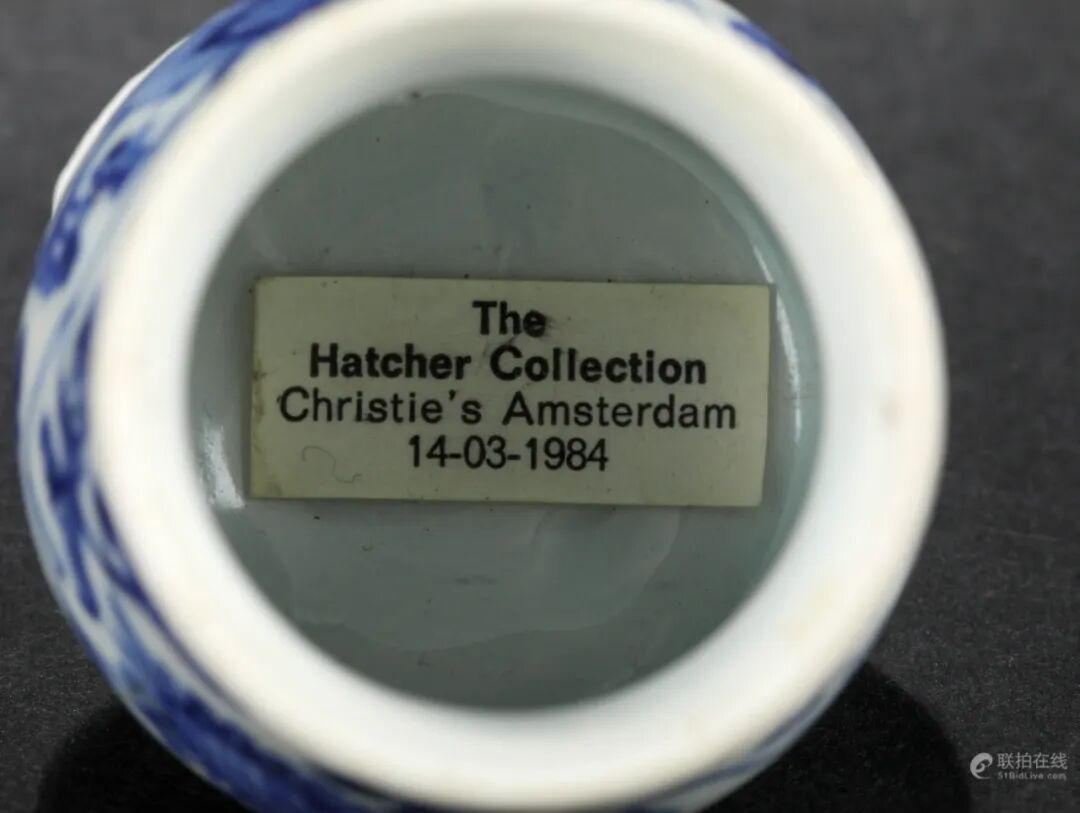 The
Hatcher Collection
Christie's Amsterdam
14-03-1984
联拍在线
51BidLive.com